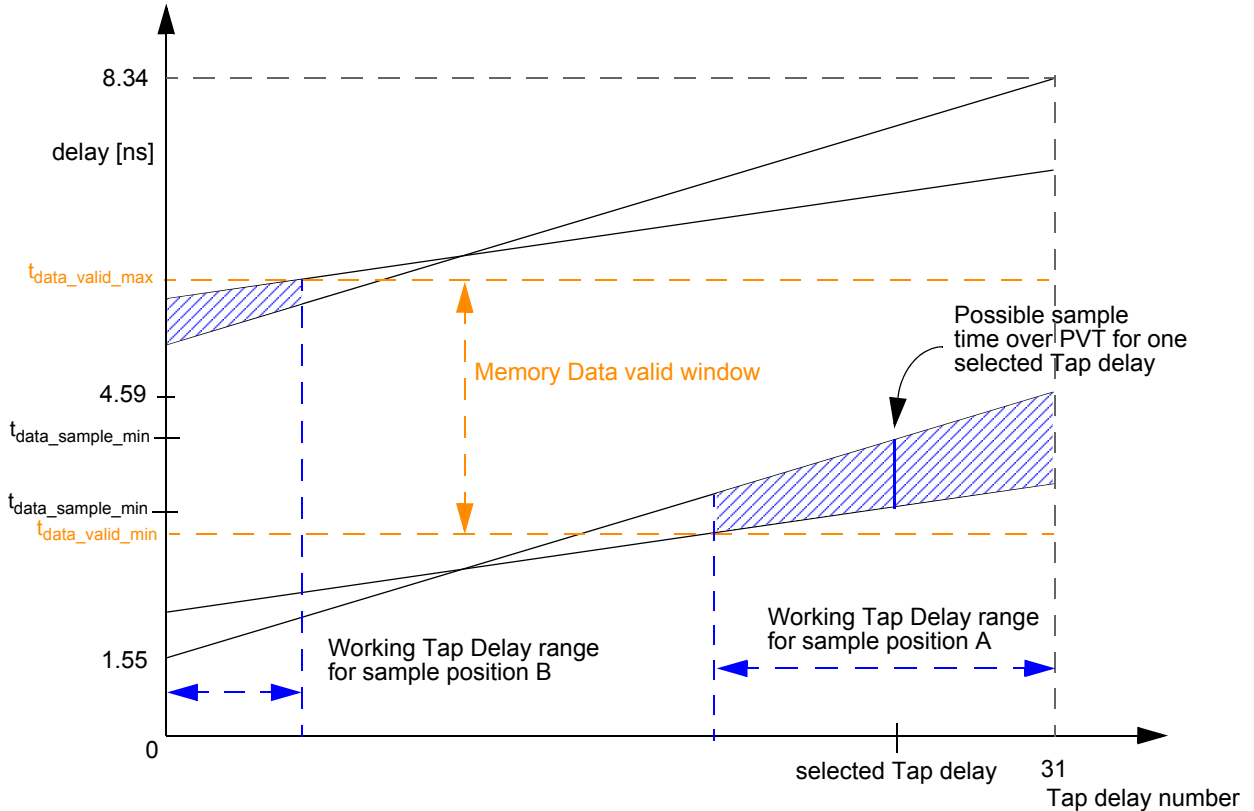 8.34
delay [ns]
tdata_valid_max
Possible sample
time over PVT for one
selected Tap delay
Memory Data valid window
4.59
tdata_sample_min
tdata_sample_min
tdata_valid_min
Working Tap Delay range
for sample position A
Working Tap Delay range
for sample position B
1.55
0
selected Tap delay
31
Tap delay number